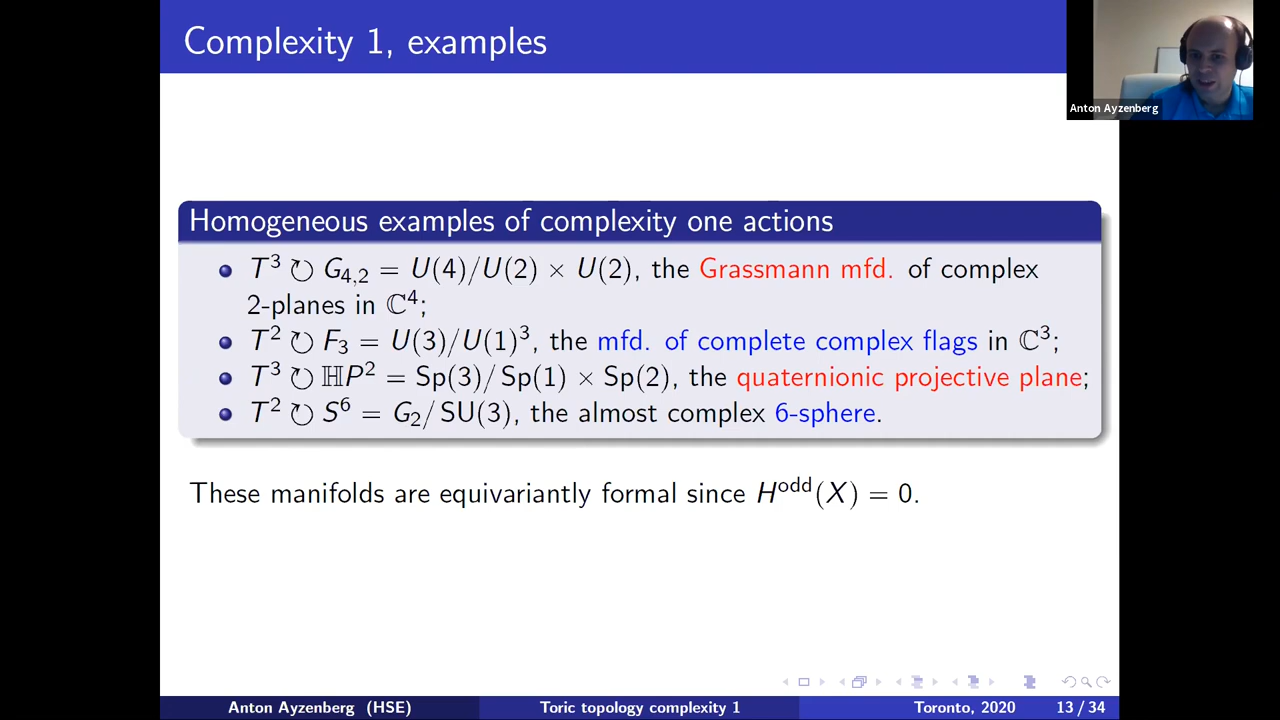 Complexity 1, examples
Anton Ayzenberg
Homogeneous examples of complexity one actions
T³ ↻ G₄,₂ = U(4)/U(2) × U(2), the Grassmann mfd. of complex
2-planes in ℂ⁴;
T² ↻ F₃ = U(3)/U(1)³, the mfd. of complete complex flags in ℂ³;
T³ ↻ ℍP² = Sp(3)/Sp(1) × Sp(2), the quaternionic projective plane;
T² ↻ S⁶ = G₂/SU(3), the almost complex 6-sphere.
These manifolds are equivariantly formal since Hᵒᵈᵈ(X) = 0.
Anton Ayzenberg (HSE) Toric topology complexity 1 Toronto, 2020 13 / 34